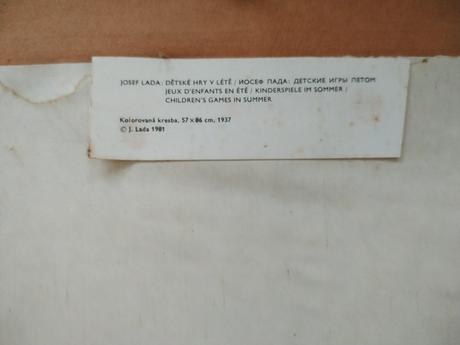 JOSEF LADA: DĚTSKÉ HRY V LÉTĚ / ИОСЕФ ЛАДА: ДЕТСКИЕ ИГРЫ ЛЕТОМ
JEUX D'ENFANTS EN ÉTÉ / KINDERSPIELE IM SOMMER /
CHILDREN'S GAMES IN SUMMER
Kolorovaná kresba, 57 × 86 cm, 1937
© J. Lada 1981